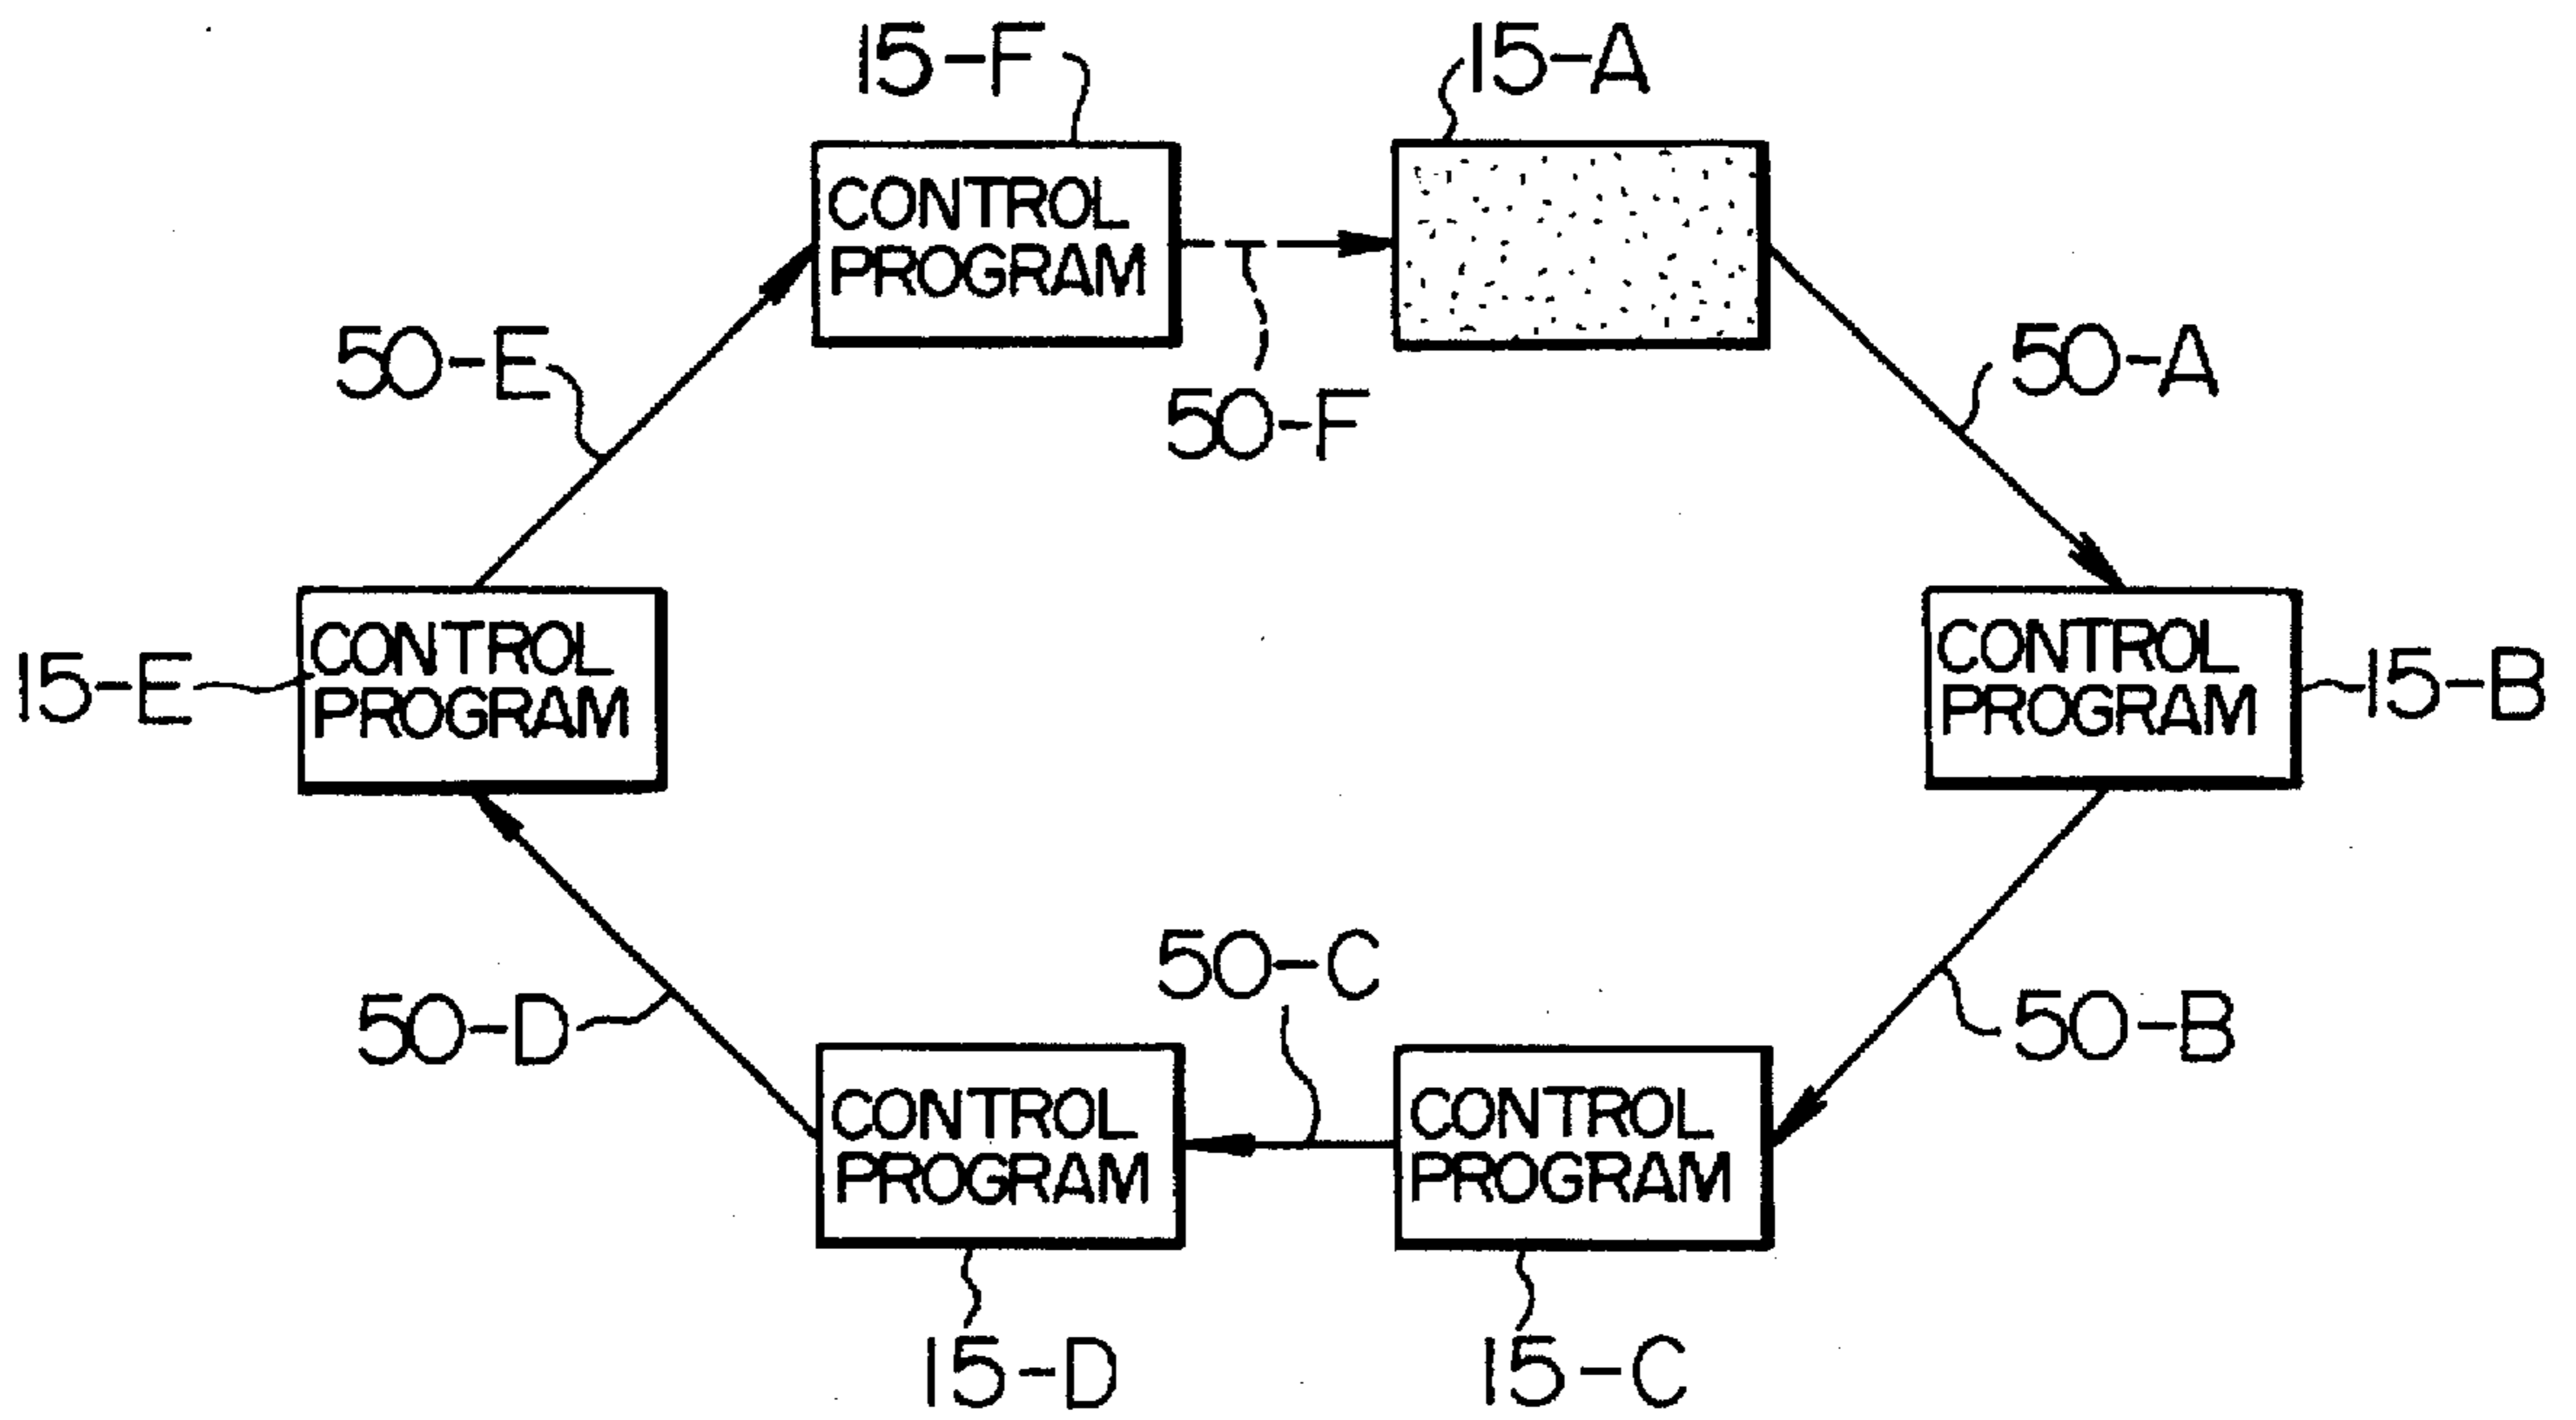 15-F
15-A
CONTROL
PROGRAM
50-E
50-F
50-A
15-E
CONTROL
PROGRAM
CONTROL
PROGRAM
15-B
50-D
50-C
50-B
CONTROL
PROGRAM
CONTROL
PROGRAM
15-D
15-C